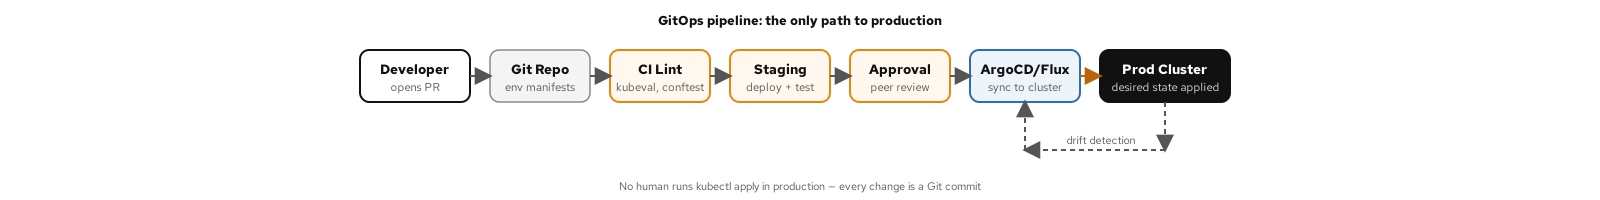 GitOps pipeline: the only path to production
Developer
opens PR
Git Repo
env manifests
CI Lint
kubeval, conftest
Staging
deploy + test
Approval
peer review
ArgoCD/Flux
sync to cluster
Prod Cluster
desired state applied
drift detection
No human runs kubectl apply in production — every change is a Git commit